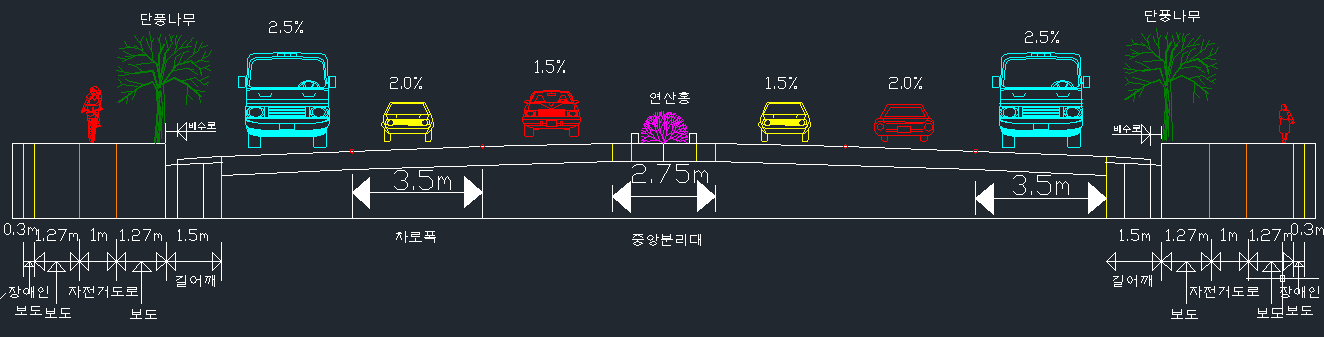 단풍나무
2.5%
2.0%
1.5%
연산홍
1.5%
2.0%
2.5%
단풍나무
배수로
배수로
3.5m
2.75m
3.5m
0.3m
1.27m
1m
1.27m
1.5m
차로폭
중앙분리대
1.5m
1.27m
1m
1.27m
0.3m
길어깨
길어깨
장애인
보도
보도
자전거도로
보도
보도
자전거도로
보도
장애인
보도